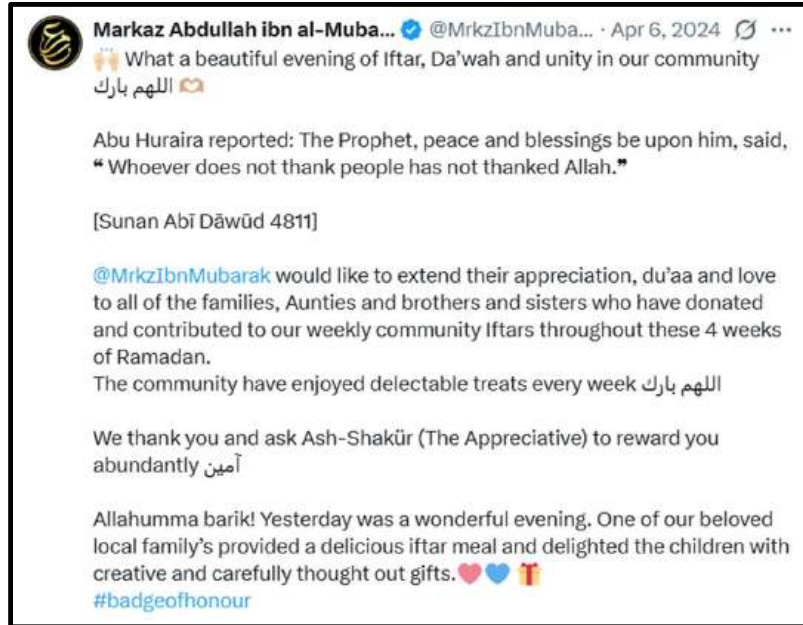 Markaz Abdullah ibn al-Muba... @MrkzIbnMuba... · Apr 6, 2024 ...
🙌🏻 What a beautiful evening of Iftar, Da'wah and unity in our community
اللهم بارك 🫶🏼
Abu Huraira reported: The Prophet, peace and blessings be upon him, said,
❝ Whoever does not thank people has not thanked Allah.❞
[Sunan Abī Dāwūd 4811]
@MrkzIbnMubarak would like to extend their appreciation, du'aa and love
to all of the families, Aunties and brothers and sisters who have donated
and contributed to our weekly community Iftars throughout these 4 weeks
of Ramadan.
The community have enjoyed delectable treats every week اللهم بارك
We thank you and ask Ash-Shakūr (The Appreciative) to reward you
abundantly آمين
Allahumma barik! Yesterday was a wonderful evening. One of our beloved
local family's provided a delicious iftar meal and delighted the children with
creative and carefully thought out gifts.🩷🩵 🎁
#badgeofhonour